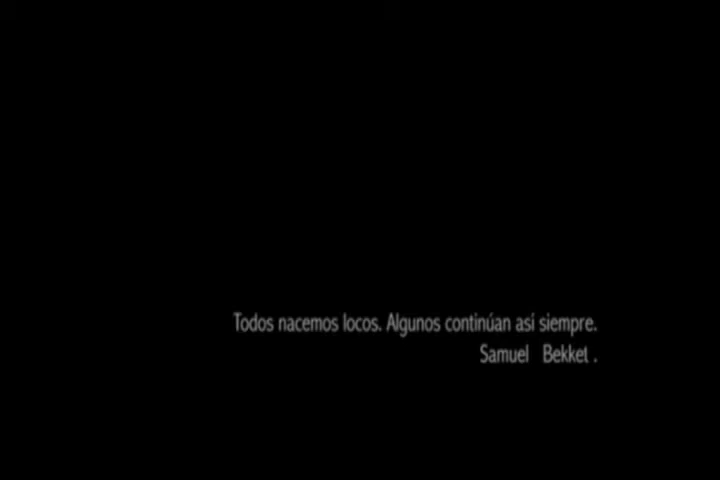 Todos nacemos locos. Algunos continúan así siempre.
Samuel Bekket .